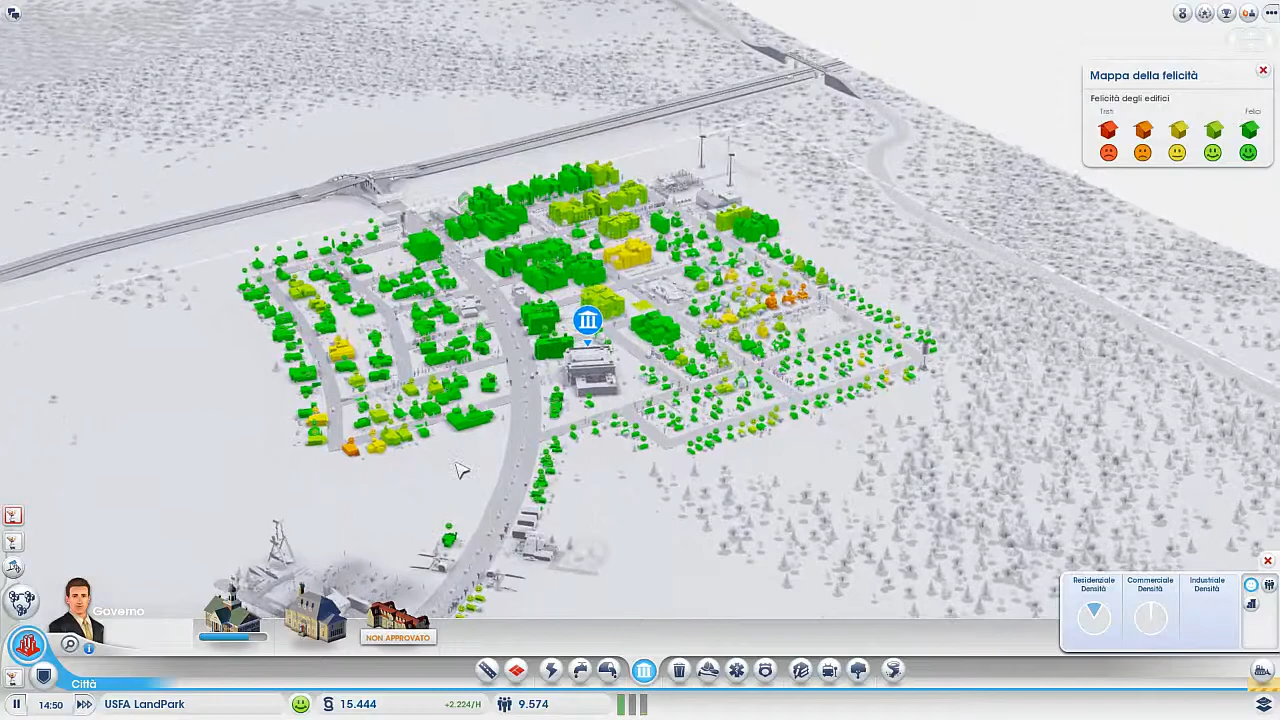 Mappa della felicità
Felicità degli edifici
Tristi Felici
Governo
NON APPROVATO
Residenziale Densità
Commerciale Densità
Industriale Densità
Città
14:50
USFA LandPark
15.444
+2.224/H
9.574